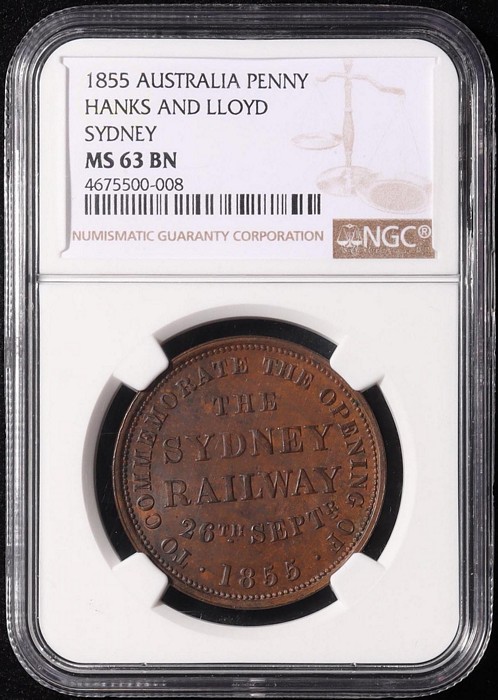 1855 AUSTRALIA PENNY
HANKS AND LLOYD
SYDNEY
MS 63 BN
4675500-008
NUMISMATIC GUARANTY CORPORATION
NGC®
TO COMMEMORATE THE OPENING OF
THE
SYDNEY
RAILWAY
26TH SEPTR
· 1855 ·